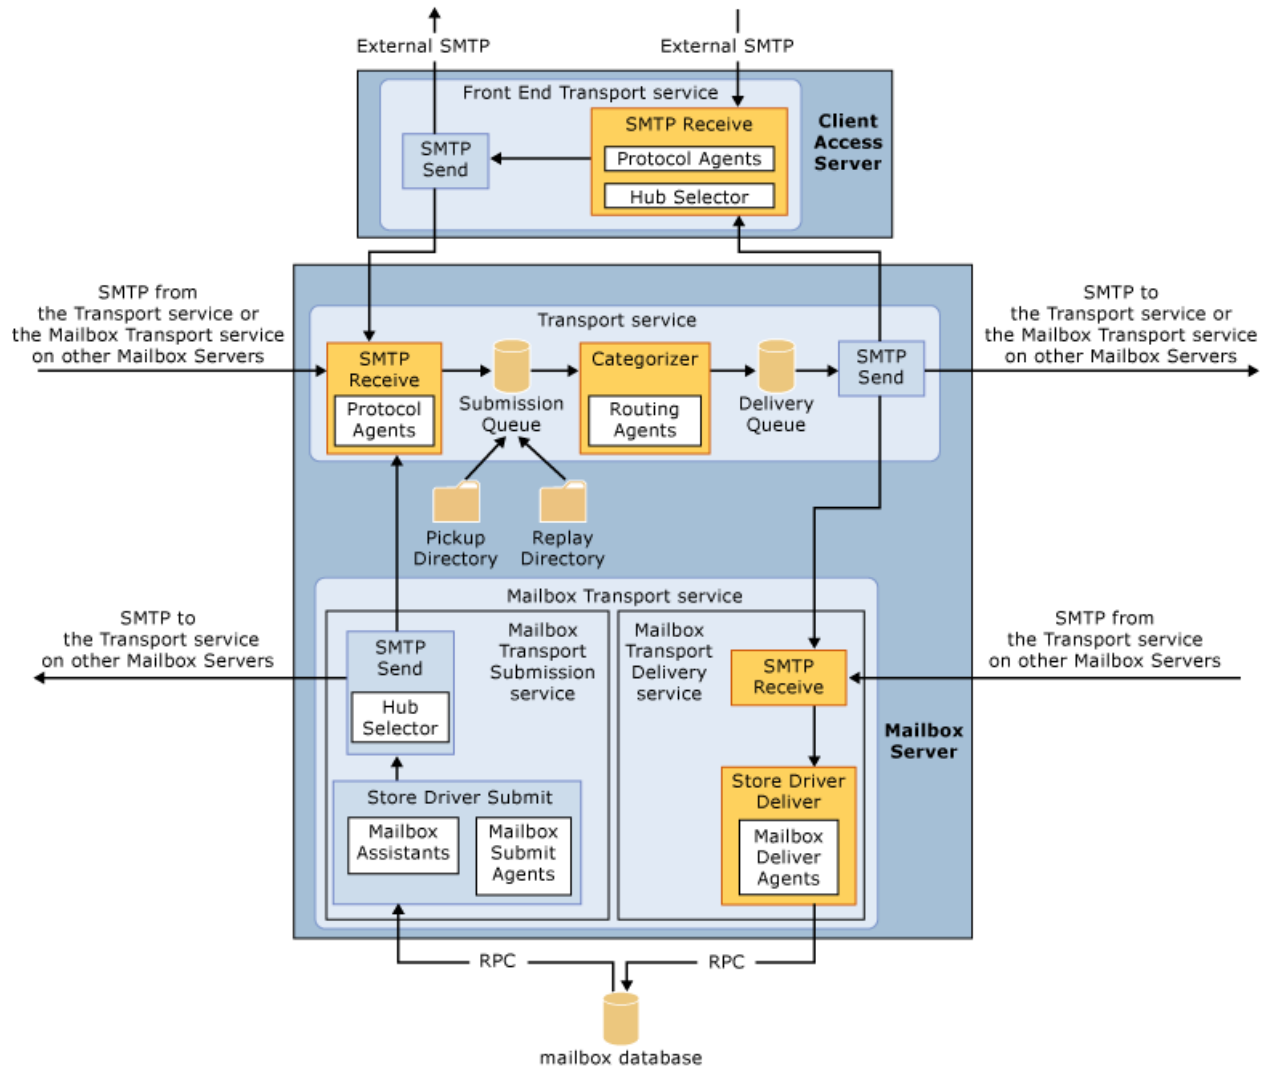 External SMTP
External SMTP
Front End Transport service
SMTP Receive
Protocol Agents
Hub Selector
SMTP
Send
Client
Access
Server
SMTP from
the Transport service or
the Mailbox Transport service
on other Mailbox Servers
SMTP to
the Transport service or
the Mailbox Transport service
on other Mailbox Servers
Transport service
SMTP
Receive
Protocol
Agents
Submission
Queue
Categorizer
Routing
Agents
Delivery
Queue
SMTP
Send
Pickup
Directory
Replay
Directory
Mailbox Transport service
SMTP to
the Transport service
on other Mailbox Servers
SMTP
Send
Hub
Selector
Mailbox
Transport
Submission
service
Mailbox
Transport
Delivery
service
SMTP
Receive
SMTP from
the Transport service
on other Mailbox Servers
Mailbox
Server
Store Driver Submit
Mailbox
Assistants
Mailbox
Submit
Agents
Store Driver
Deliver
Mailbox
Deliver
Agents
RPC
RPC
mailbox database